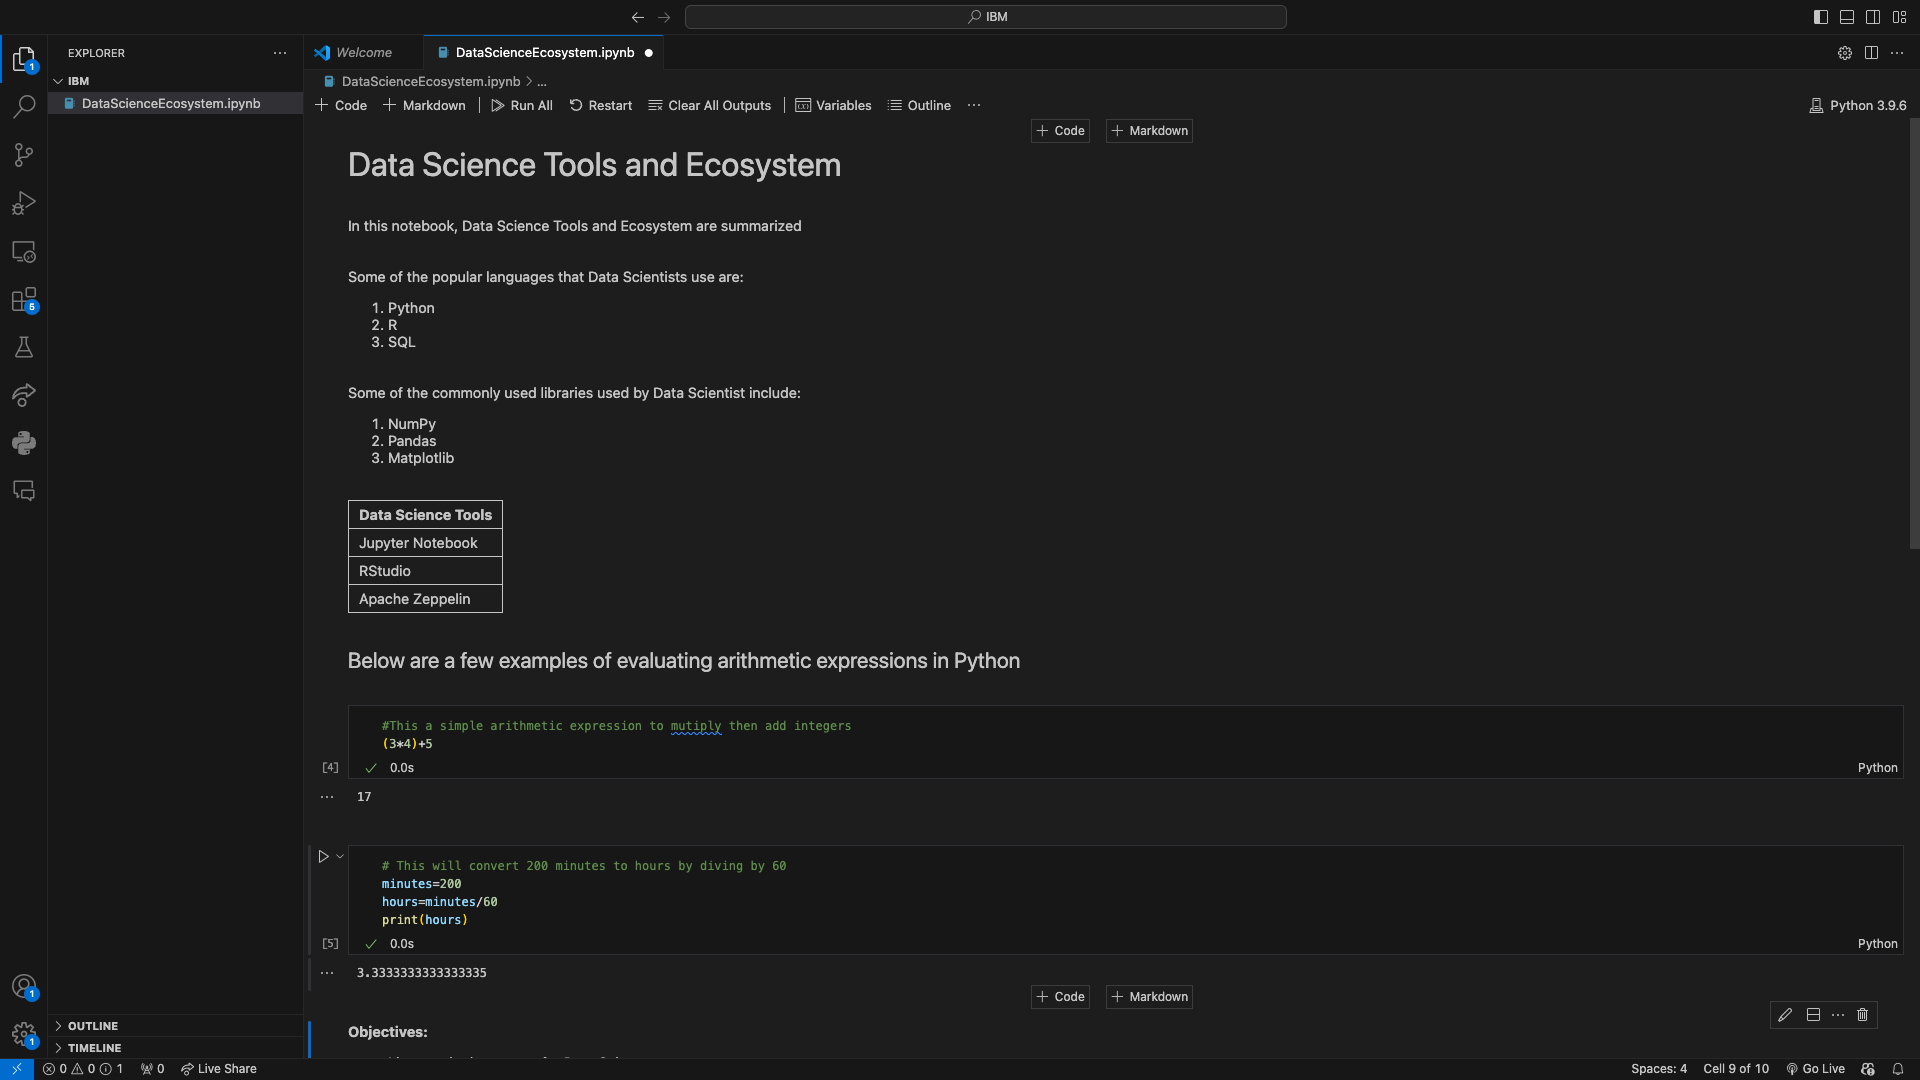 IBM
EXPLORER
Welcome
DataScienceEcosystem.ipynb
IBM
DataScienceEcosystem.ipynb > ...
DataScienceEcosystem.ipynb
Code
Markdown
Run All
Restart
Clear All Outputs
Variables
Outline
Python 3.9.6
Code
Markdown
Data Science Tools and Ecosystem
In this notebook, Data Science Tools and Ecosystem are summarized
Some of the popular languages that Data Scientists use are:
1. Python
2. R
3. SQL
Some of the commonly used libraries used by Data Scientist include:
1. NumPy
2. Pandas
3. Matplotlib
Data Science Tools
Jupyter Notebook
RStudio
Apache Zeppelin
Below are a few examples of evaluating arithmetic expressions in Python
#This a simple arithmetic expression to mutiply then add integers
(3*4)+5
[4]
0.0s
Python
17
# This will convert 200 minutes to hours by diving by 60
minutes=200
hours=minutes/60
print(hours)
[5]
0.0s
Python
3.3333333333333335
Code
Markdown
Objectives:
1
5
1
1
OUTLINE
TIMELINE
0
0
1
0
Live Share
Spaces: 4
Cell 9 of 10
Go Live